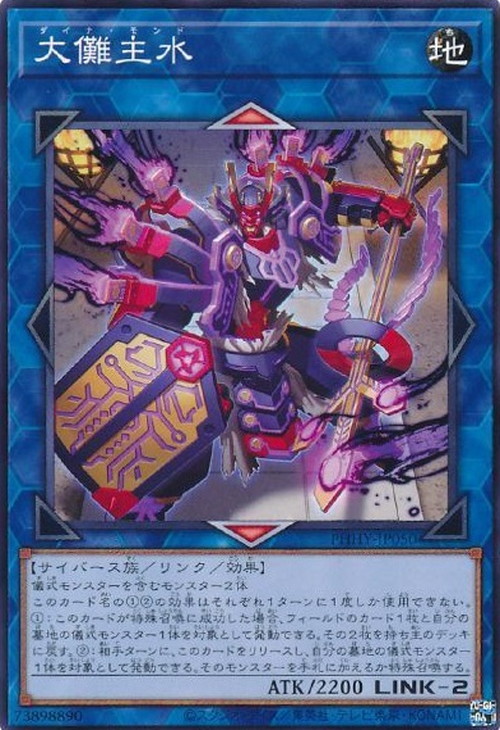 ダイナ・モンド
大儺主水
ち
地
PHHY-JP050
【サイバース族／リンク／効果】
儀式モンスターを含むモンスター２体
このカード名の①②の効果はそれぞれ１ターンに１度しか使用できない。
①：このカードが特殊召喚に成功した場合、フィールドのカード１枚と自分の
墓地の儀式モンスター１体を対象として発動できる。その２枚を持ち主のデッキ
に戻す。②：相手ターンに、このカードをリリースし、自分の墓地の儀式モンスタ
ー１体を対象として発動できる。そのモンスターを手札に加えるか特殊召喚する。
ATK/2200 LINK-2
73898890
©スタジオ・ダイス／集英社・テレビ東京・KONAMI